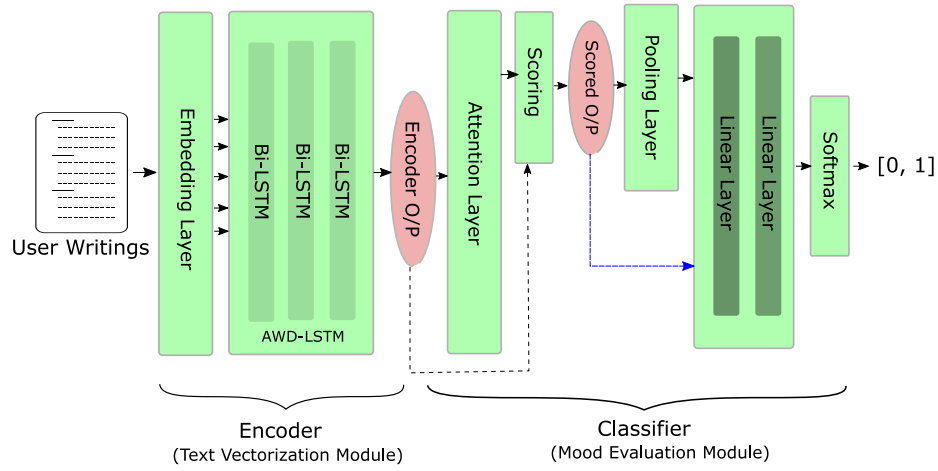 User Writings
Embedding Layer
Bi-LSTM
Bi-LSTM
Bi-LSTM
AWD-LSTM
Encoder O/P
Attention Layer
Scoring
Scored O/P
Pooling Layer
Linear Layer
Linear Layer
Softmax
[0, 1]
Encoder
(Text Vectorization Module)
Classifier
(Mood Evaluation Module)